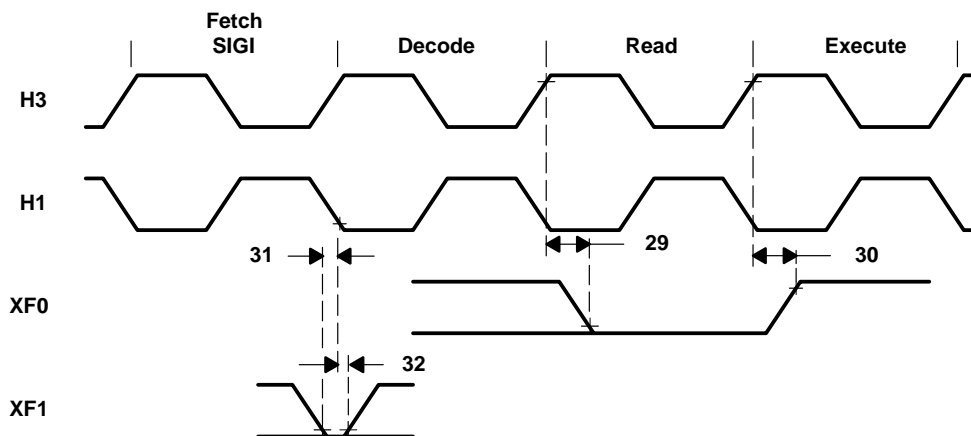 Fetch
SIGI
Decode
Read
Execute
H3
H1
31
29
30
XF0
32
XF1